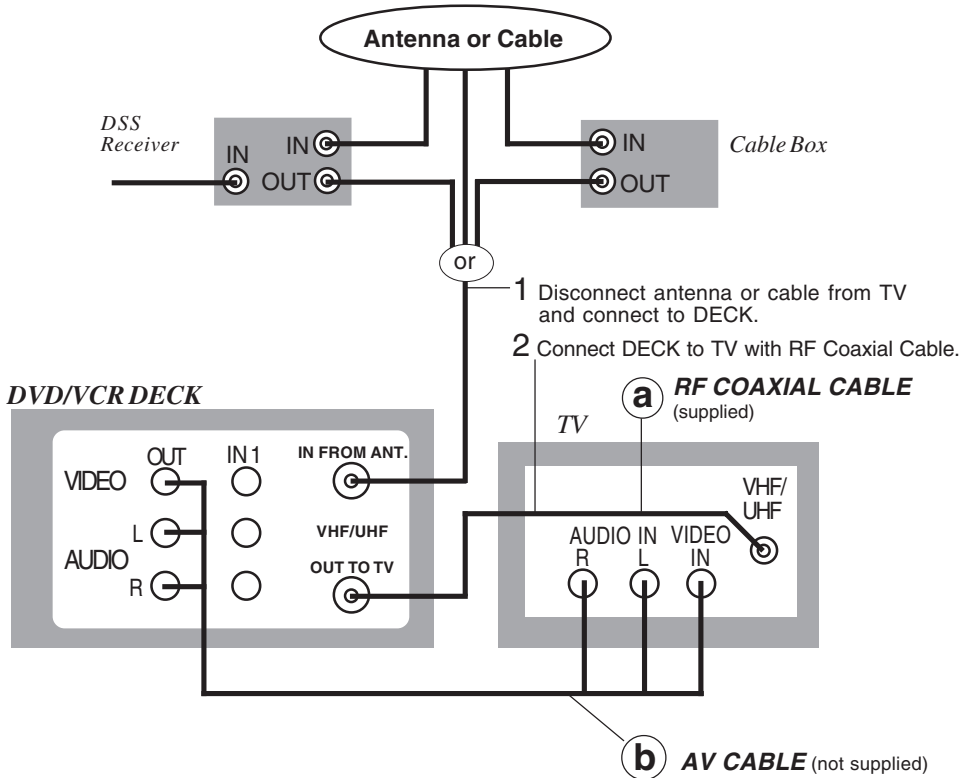 Antenna or Cable
DSS
Receiver
IN
IN
OUT
IN
OUT
Cable Box
or
1 Disconnect antenna or cable from TV
and connect to DECK.
2 Connect DECK to TV with RF Coaxial Cable.
DVD/VCR DECK
a RF COAXIAL CABLE
(supplied)
TV
OUT
IN 1
IN FROM ANT.
VIDEO
L
AUDIO
R
VHF/UHF
OUT TO TV
VHF/
UHF
AUDIO IN
R
L
VIDEO
IN
b AV CABLE (not supplied)